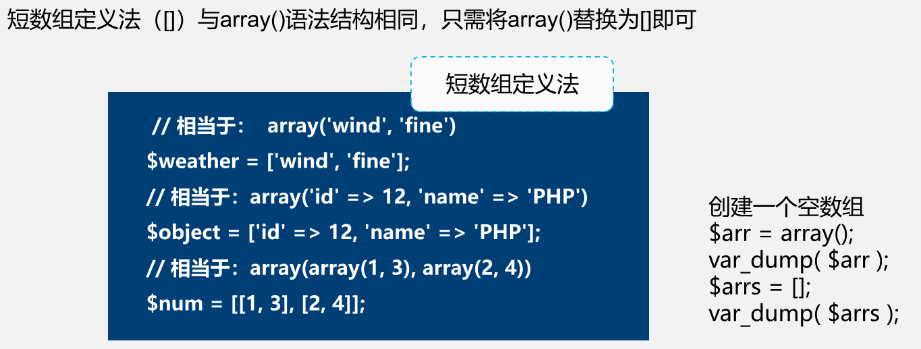 短数组定义法（[]）与array()语法结构相同，只需将array()替换为[]即可
短数组定义法
// 相当于： array('wind', 'fine')
$weather = ['wind', 'fine'];
// 相当于：array('id' => 12, 'name' => 'PHP')
$object = ['id' => 12, 'name' => 'PHP'];
// 相当于：array(array(1, 3), array(2, 4))
$num = [[1, 3], [2, 4]];
创建一个空数组
$arr = array();
var_dump( $arr );
$arrs = [];
var_dump( $arrs );